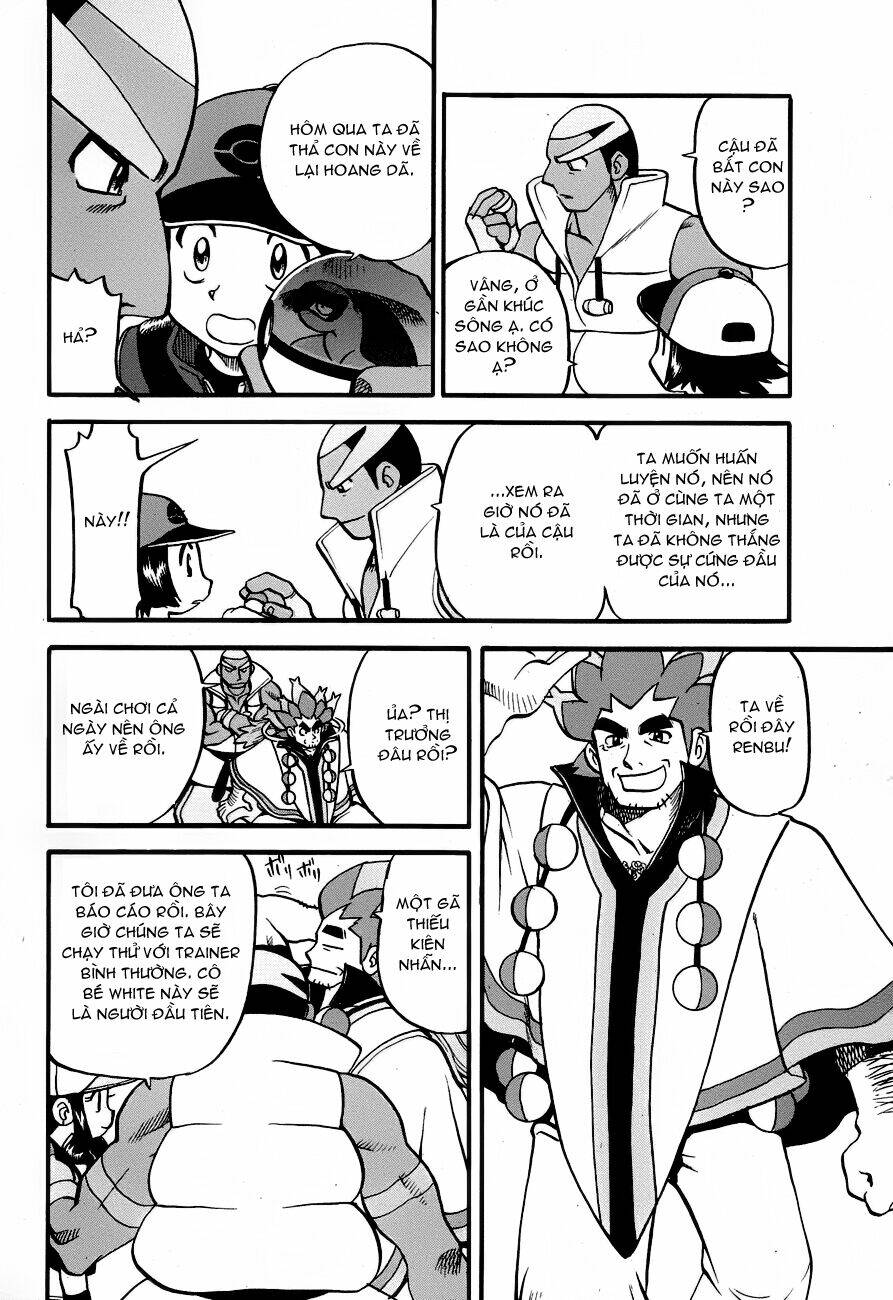 CẬU ĐÃ
BẮT CON
NÀY SAO
?
VÂNG, Ở
GẦN KHÚC
SÔNG Ạ. CÓ
SAO KHÔNG
Ạ?
HÔM QUA TA ĐÃ
THẢ CON NÀY VỀ
LẠI HOANG DÃ.
HẢ?
TA MUỐN HUẤN
LUYỆN NÓ, NÊN NÓ
ĐÃ Ở CÙNG TA MỘT
THỜI GIAN, NHƯNG
TA ĐÃ KHÔNG THẮNG
ĐƯỢC SỰ CỨNG ĐẦU
CỦA NÓ...
...XEM RA
GIỜ NÓ ĐÃ
LÀ CỦA CẬU
RỒI.
NÀY!!
TA VỀ
RỒI ĐÂY
RENBU!
ỦA? THỊ
TRƯỞNG
ĐÂU RỒI?
NGÀI CHƠI CẢ
NGÀY NÊN ÔNG
ẤY VỀ RỒI.
MỘT GÃ
THIẾU
KIÊN
NHẪN...
ボリボリ
TÔI ĐÃ ĐƯA ÔNG TA
BÁO CÁO RỒI. BÂY
GIỜ CHÚNG TA SẼ
CHẠY THỬ VỚI TRAINER
BÌNH THƯỜNG. CÔ
BÉ WHITE NÀY SẼ
LÀ NGƯỜI ĐẦU TIÊN.